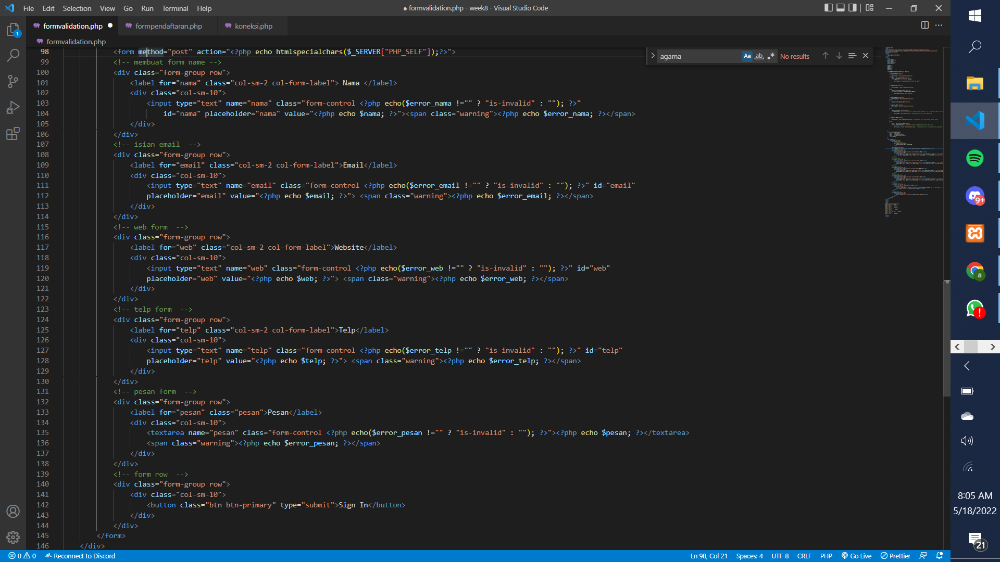 File Edit Selection View Go Run Terminal Help
● formvalidation.php - week8 - Visual Studio Code
formvalidation.php ● formpendaftaran.php koneksi.php
formvalidation.php
agama Aa ab .* No results
98 <form method="post" action="<?php echo htmlspecialchars($_SERVER["PHP_SELF"]);?>">
99 <!-- membuat form name -->
100 <div class="form-group row">
101 <label for="nama" class="col-sm-2 col-form-label"> Nama </label>
102 <div class="col-sm-10">
103 <input type="text" name="nama" class="form-control <?php echo($error_nama !="" ? "is-invalid" : ""); ?>"
104 id="nama" placeholder="nama" value="<?php echo $nama; ?>"><span class="warning"><?php echo $error_nama; ?></span>
105 </div>
106 </div>
107 <!-- isian email  -->
108 <div class="form-group row">
109 <label for="email" class="col-sm-2 col-form-label">Email</label>
110 <div class="col-sm-10">
111 <input type="text" name="email" class="form-control <?php echo($error_email !="" ? "is-invalid" : ""); ?>" id="email"
112 placeholder="email" value="<?php echo $email; ?>"> <span class="warning"><?php echo $error_email; ?></span>
113 </div>
114 </div>
115 <!-- web form  -->
116 <div class="form-group row">
117 <label for="web" class="col-sm-2 col-form-label">Website</label>
118 <div class="col-sm-10">
119 <input type="text" name="web" class="form-control <?php echo($error_web !="" ? "is-invalid" : ""); ?>" id="web"
120 placeholder="web" value="<?php echo $web; ?>"> <span class="warning"><?php echo $error_web; ?></span>
121 </div>
122 </div>
123 <!-- telp form  -->
124 <div class="form-group row">
125 <label for="telp" class="col-sm-2 col-form-label">Telp</label>
126 <div class="col-sm-10">
127 <input type="text" name="telp" class="form-control <?php echo($error_telp !="" ? "is-invalid" : ""); ?>" id="telp"
128 placeholder="telp" value="<?php echo $telp; ?>"> <span class="warning"><?php echo $error_telp; ?></span>
129 </div>
130 </div>
131 <!-- pesan form  -->
132 <div class="form-group row">
133 <label for="pesan" class="pesan">Pesan</label>
134 <div class="col-sm-10">
135 <textarea name="pesan" class="form-control <?php echo($error_pesan !="" ? "is-invalid" : ""); ?>"><?php echo $pesan; ?></textarea>
136 <span class="warning"><?php echo $error_pesan; ?></span>
137 </div>
138 </div>
139 <!-- form row  -->
140 <div class="form-group row">
141 <div class="col-sm-10">
142 <button class="btn btn-primary" type="submit">Sign In</button>
143 </div>
144 </div>
145 </form>
146 </div>
1
9+
a
8:05 AM
5/18/2022
21
0 0 Reconnect to Discord Ln 98, Col 21 Spaces: 4 UTF-8 CRLF PHP Go Live Prettier